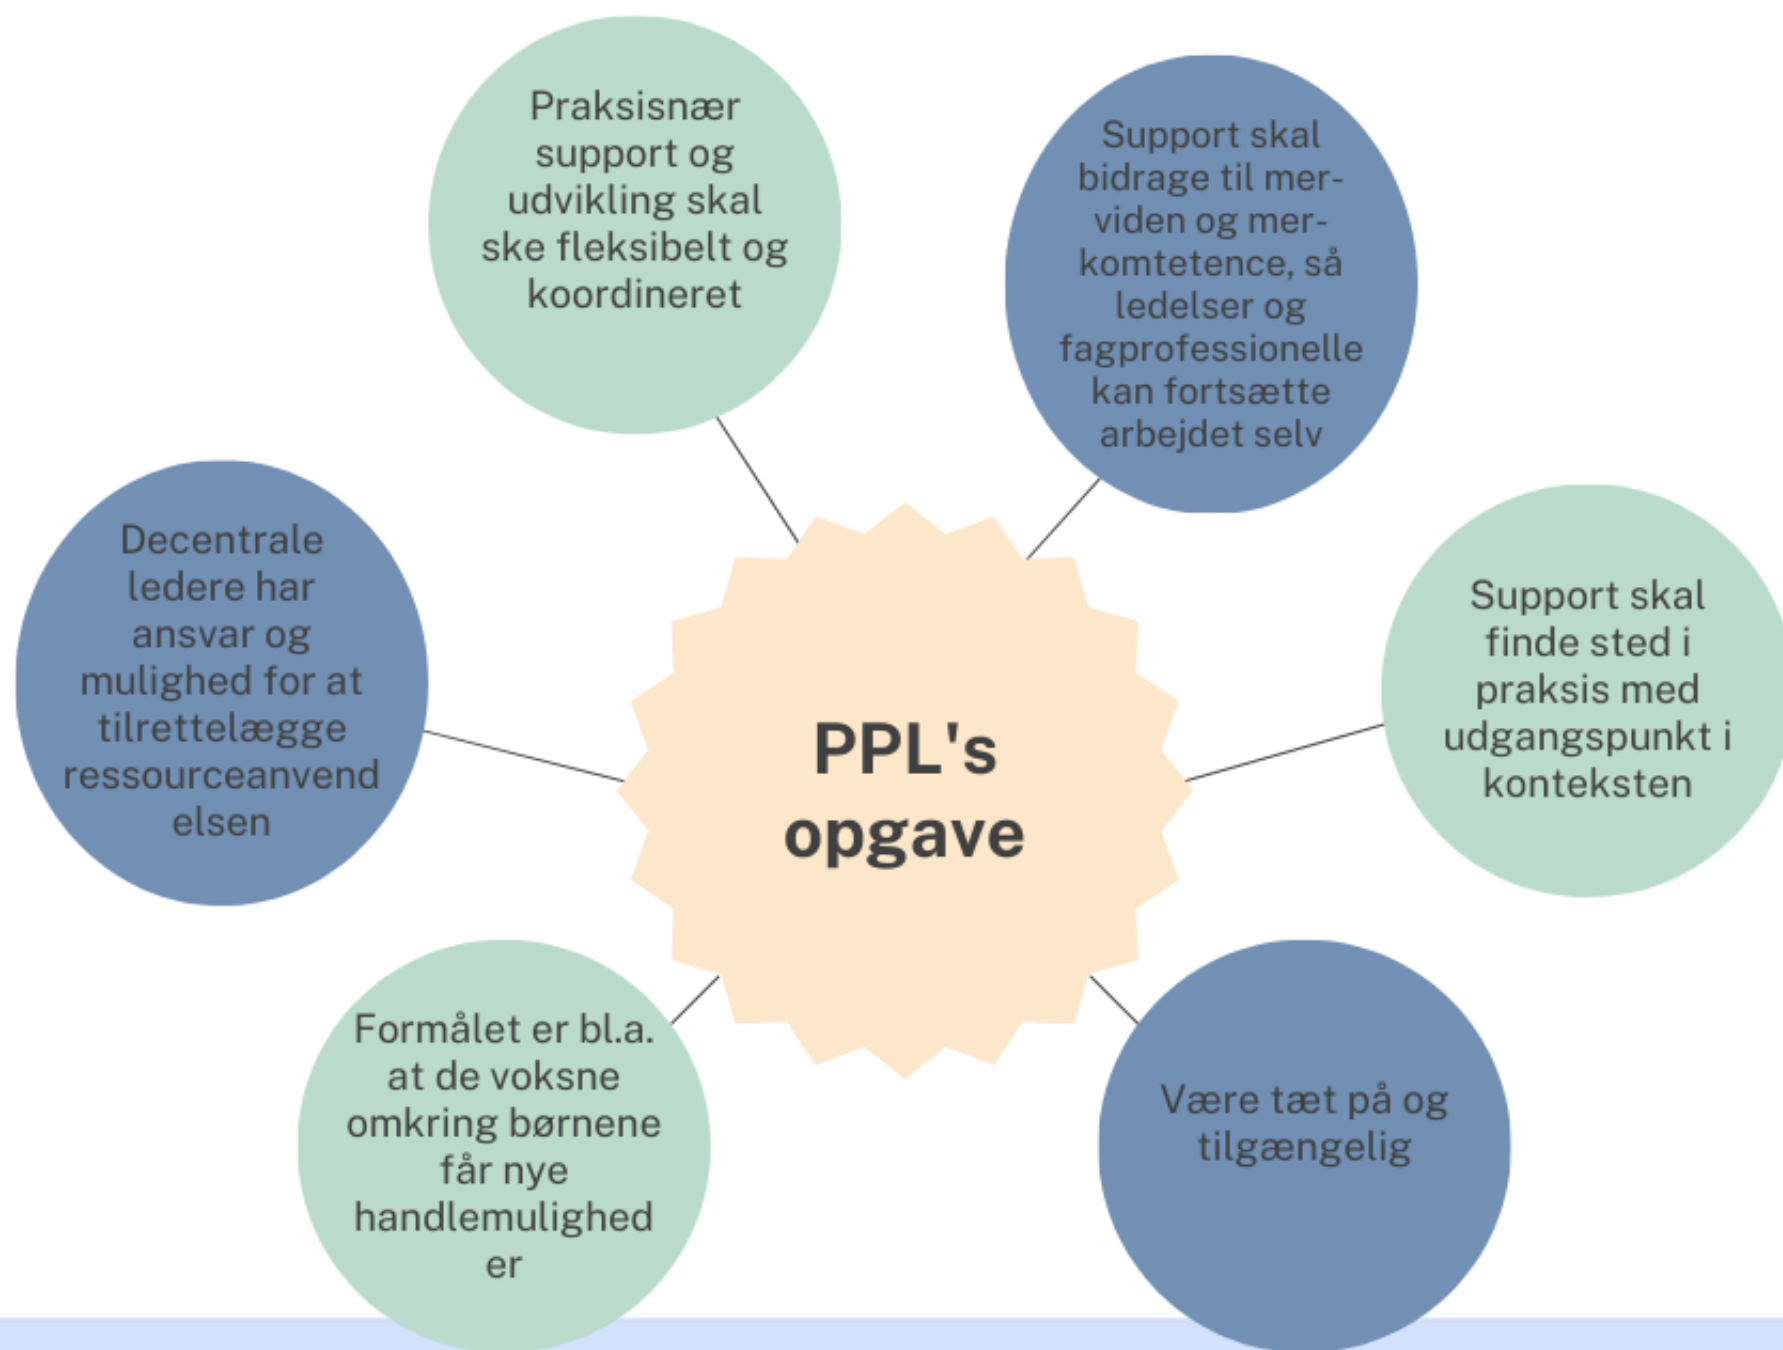 Praksisnær
support og
udvikling skal
ske fleksibelt og
koordineret
Support skal
bidrage til mer-
viden og mer-
komtetence, så
ledelser og
fagprofessionelle
kan fortsætte
arbejdet selv
Decentrale
ledere har
ansvar og
mulighed for at
tilrettelægge
ressourceanvend
elsen
Support skal
finde sted i
praksis med
udgangspunkt i
konteksten
PPL's
opgave
Formålet er bl.a.
at de voksne
omkring børnene
får nye
handlemulighed
er
Være tæt på og
tilgængelig